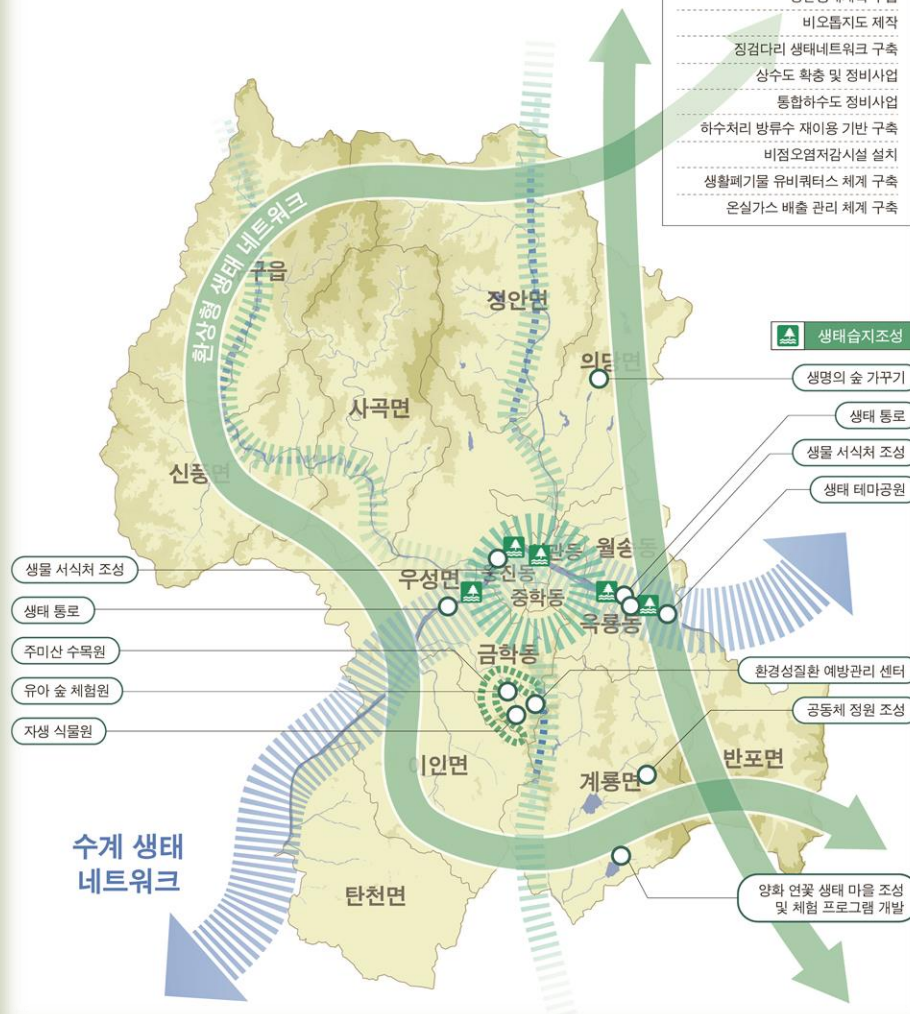 비오톱지도 제작
징검다리 생태네트워크 구축
상수도 확충 및 정비사업
통합하수도 정비사업
하수처리 방류수 재이용 기반 구축
비점오염저감시설 설치
생활폐기물 유비쿼터스 체계 구축
온실가스 배출 관리 체계 구축
환상형 생태 네트워크
구읍
정안면
의당면
생태습지조성
생명의 숲 가꾸기
사곡면
생태 통로
생물 서식처 조성
신풍면
생태 테마공원
월송동
생물 서식처 조성
우성면
웅진동
중학동
생태 통로
옥룡동
주미산 수목원
금학동
환경성질환 예방관리 센터
유아 숲 체험원
공동체 정원 조성
자생 식물원
이인면
계룡면
반포면
수계 생태
네트워크
탄천면
양화 연꽃 생태 마을 조성
및 체험 프로그램 개발